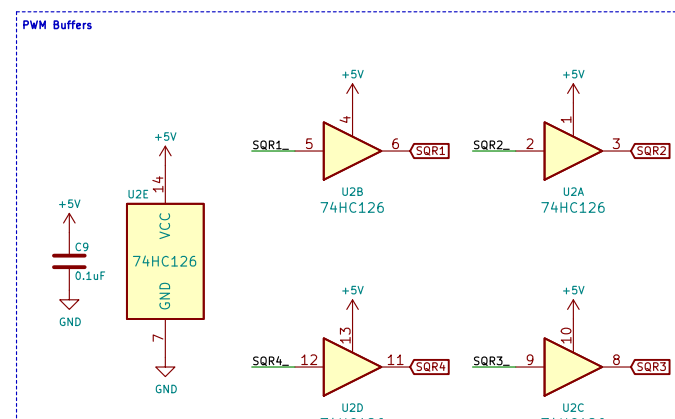 PWM Buffers
+5V
4
SQR1_ 5 6 SQR1
U2B
74HC126
+5V
1
SQR2_ 2 3 SQR2
U2A
74HC126
+5V
14
U2E
VCC
74HC126
GND
7
GND
+5V
C9
0.1uF
GND
+5V
13
SQR4_ 12 11 SQR4
U2D
74HC126
+5V
10
SQR3_ 9 8 SQR3
U2C
74HC126